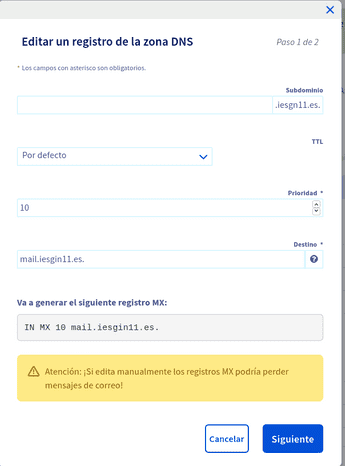 Editar un registro de la zona DNS
Paso 1 de 2
* Los campos con asterisco son obligatorios.
Subdominio
.iesgn11.es.
TTL
Por defecto
Prioridad *
10
Destino *
mail.iesgin11.es.
Va a generar el siguiente registro MX:
IN MX 10 mail.iesgin11.es.
Atención: ¡Si edita manualmente los registros MX podría perder
mensajes de correo!
Cancelar
Siguiente